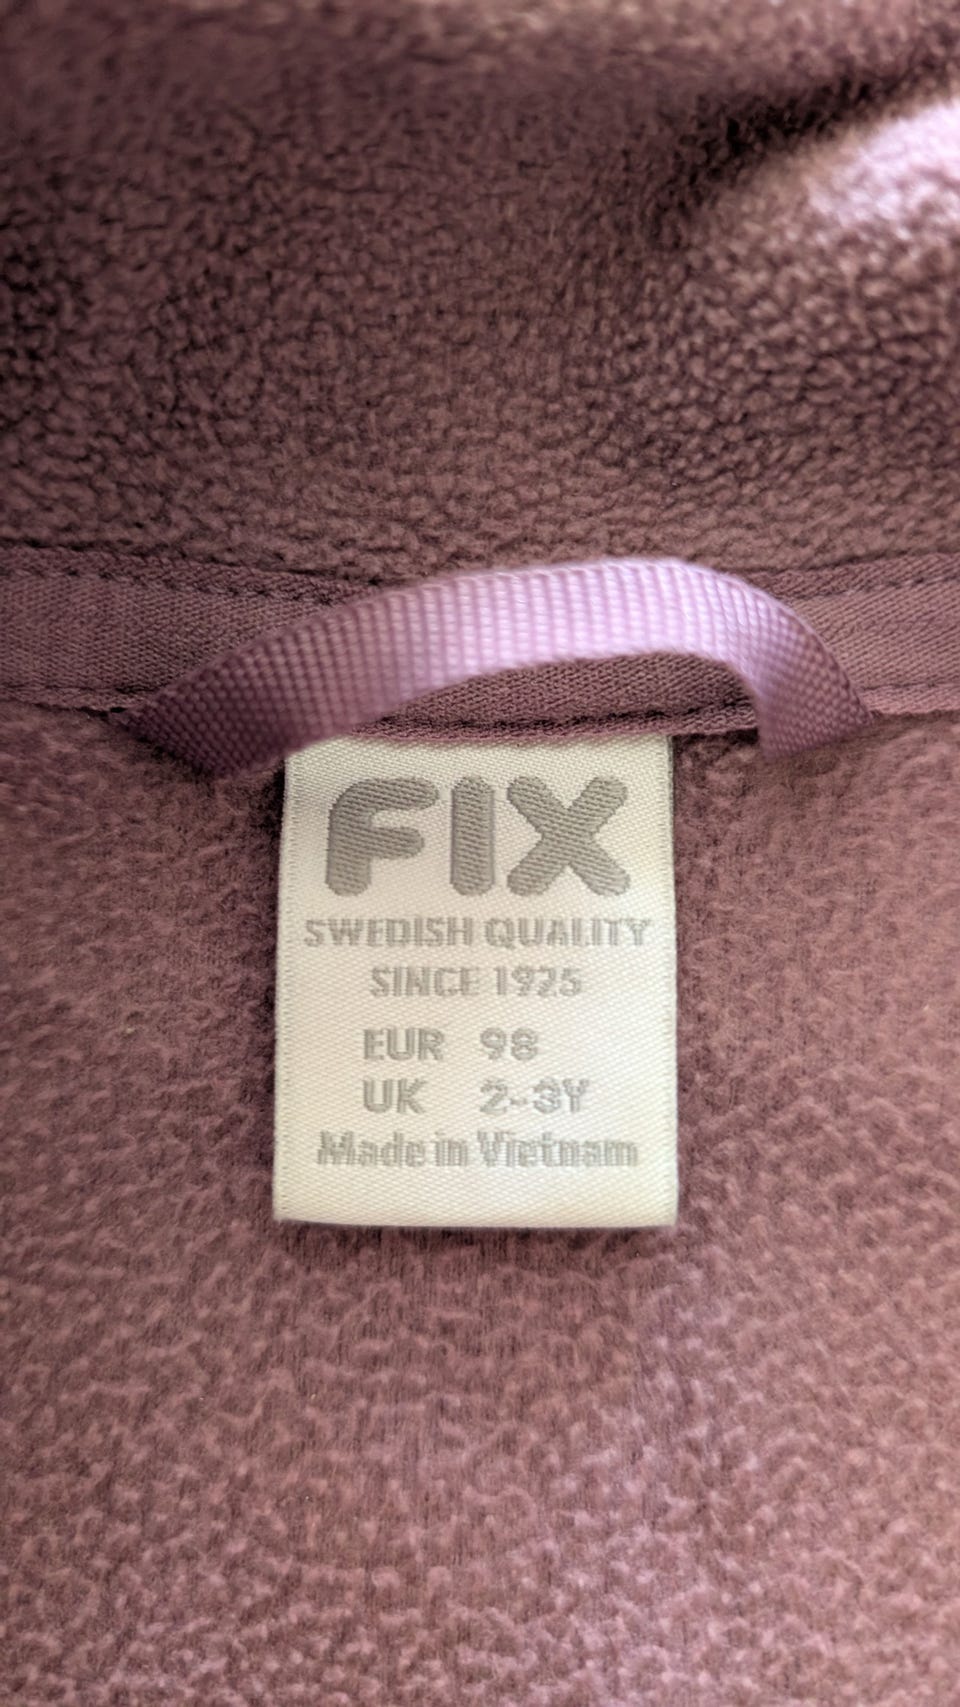 FIX
SWEDISH QUALITY
SINCE 1925
EUR 98
UK 2-3Y
Made in Vietnam